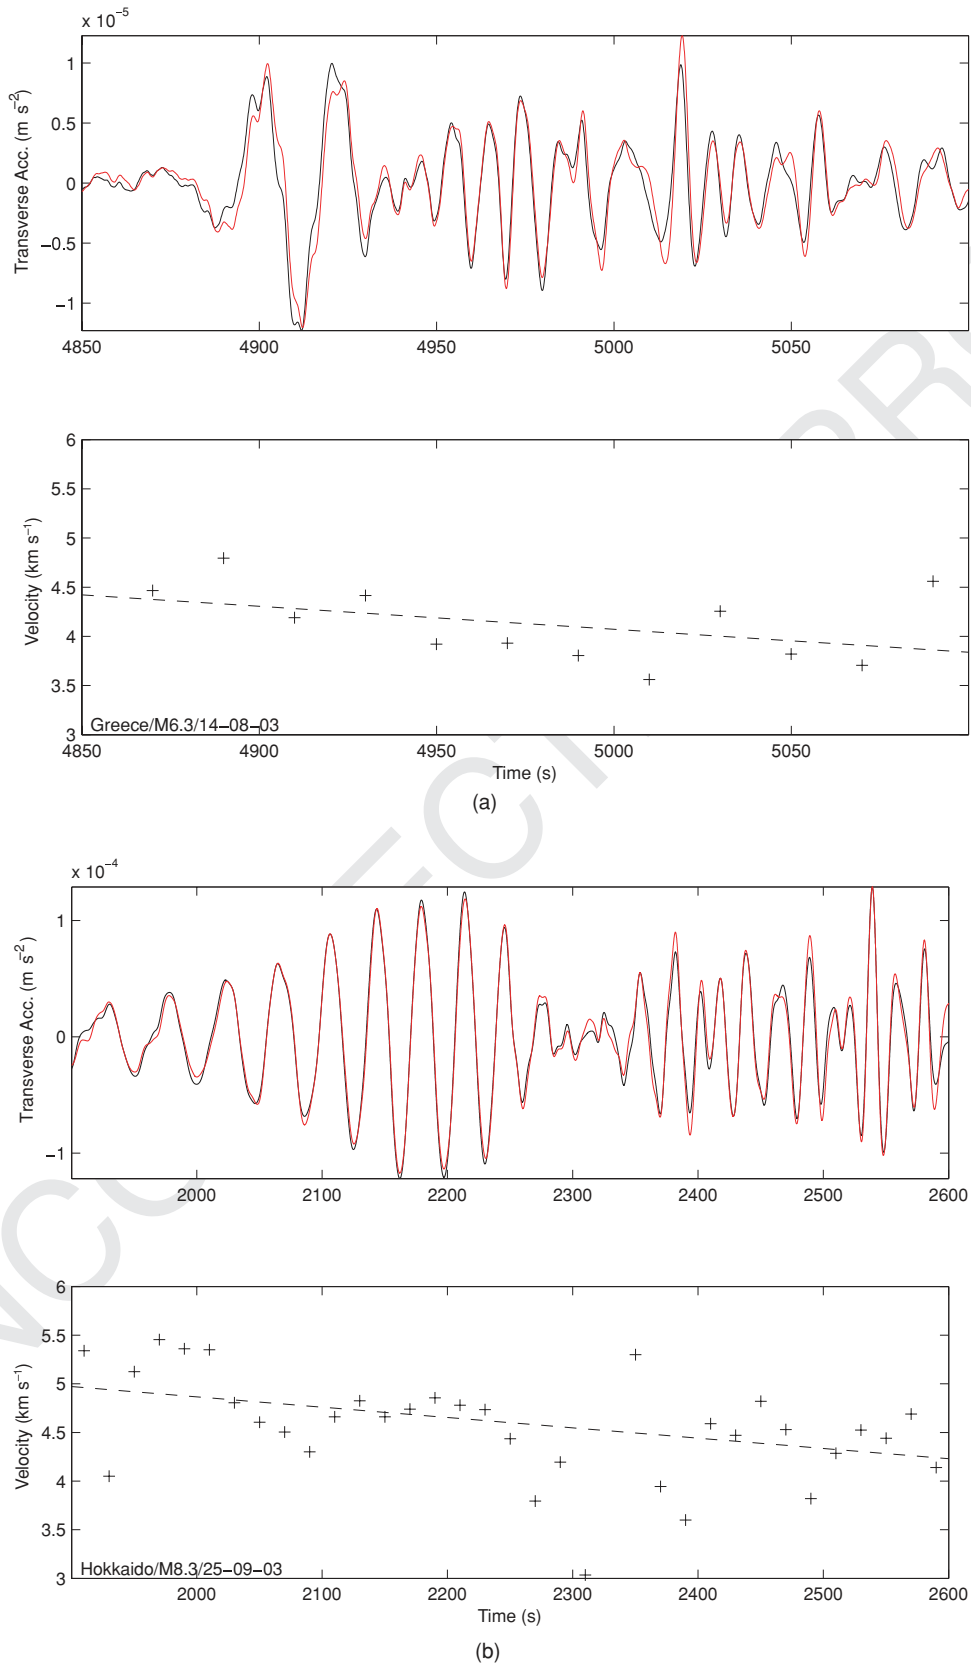 x 10⁻⁵
1
0.5
0
−0.5
−1
Transverse Acc. (m s⁻²)
4850 4900 4950 5000 5050
6
5.5
5
4.5
4
3.5
3
Velocity (km s⁻¹)
Greece/M6.3/14−08−03
4850 4900 4950 5000 5050
Time (s)
(a)
x 10⁻⁴
1
0
−1
Transverse Acc. (m s⁻²)
2000 2100 2200 2300 2400 2500 2600
6
5.5
5
4.5
4
3.5
3
Velocity (km s⁻¹)
Hokkaido/M8.3/25−09−03
2000 2100 2200 2300 2400 2500 2600
Time (s)
(b)